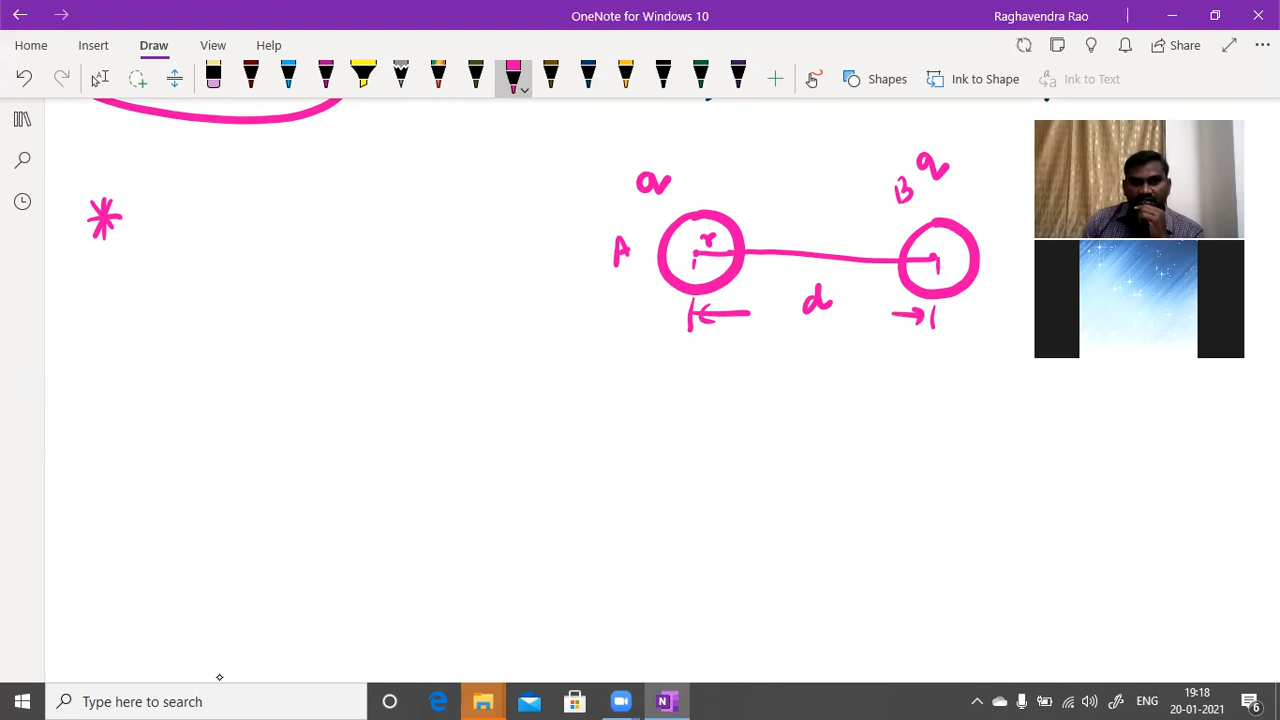 OneNote for Windows 10
Raghavendra Rao
Home Insert Draw View Help
Share
Shapes
Ink to Shape
Ink to Text
q
B q
A
r
d
Type here to search
ENG
19:18
20-01-2021
6